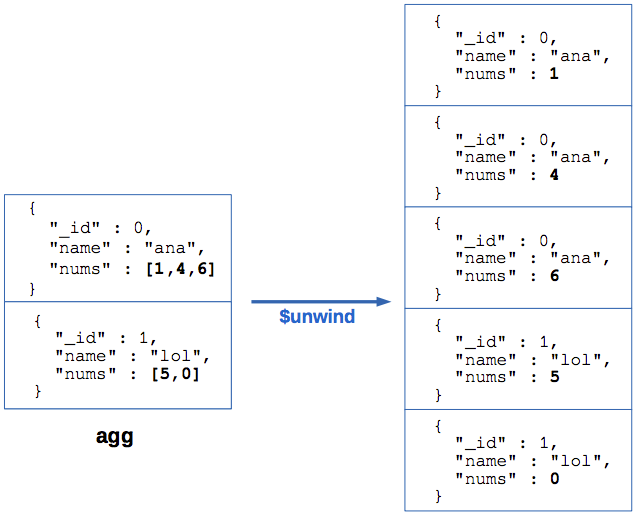 {
"_id" : 0,
"name" : "ana",
"nums" : [1,4,6]
}
{
"_id" : 1,
"name" : "lol",
"nums" : [5,0]
}
agg
$unwind
{
"_id" : 0,
"name" : "ana",
"nums" : 1
}
{
"_id" : 0,
"name" : "ana",
"nums" : 4
}
{
"_id" : 0,
"name" : "ana",
"nums" : 6
}
{
"_id" : 1,
"name" : "lol",
"nums" : 5
}
{
"_id" : 1,
"name" : "lol",
"nums" : 0
}